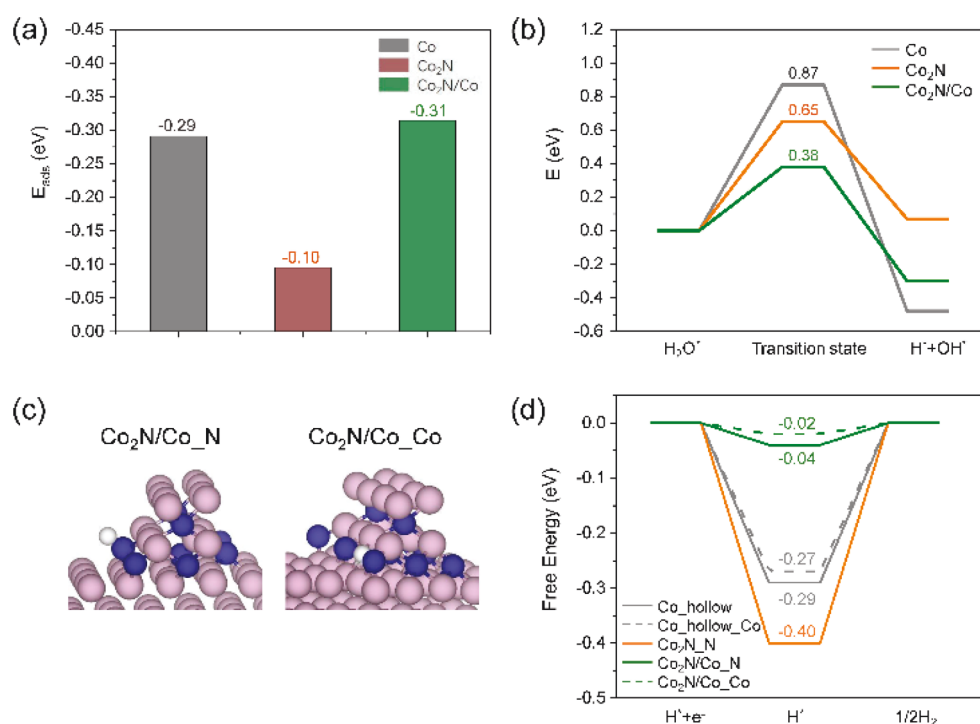 (a)
-0.45
-0.40
-0.35
-0.30
-0.25
-0.20
-0.15
-0.10
-0.05
0.00
E_ads (eV)
Co
Co₂N
Co₂N/Co
-0.29
-0.10
-0.31
(b)
1.2
1.0
0.8
0.6
0.4
0.2
0.0
-0.2
-0.4
-0.6
E (eV)
Co
Co₂N
Co₂N/Co
0.87
0.65
0.38
H₂O*
Transition state
H*+OH*
(c)
Co₂N/Co_N
Co₂N/Co_Co
(d)
0.0
-0.1
-0.2
-0.3
-0.4
-0.5
Free Energy (eV)
-0.02
-0.04
-0.27
-0.29
-0.40
Co_hollow
Co_hollow_Co
Co₂N_N
Co₂N/Co_N
Co₂N/Co_Co
H⁺+e⁻
H*
1/2H₂